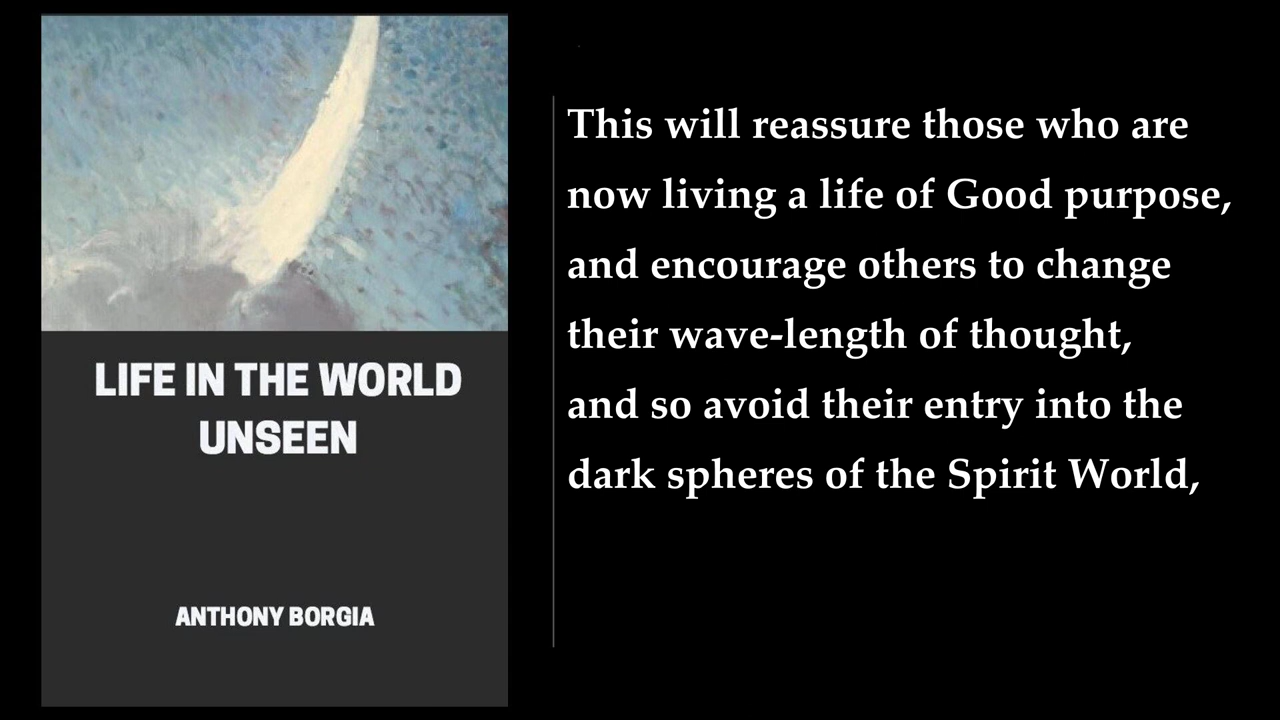 LIFE IN THE WORLD
UNSEEN
ANTHONY BORGIA
This will reassure those who are
now living a life of Good purpose,
and encourage others to change
their wave-length of thought,
and so avoid their entry into the
dark spheres of the Spirit World,